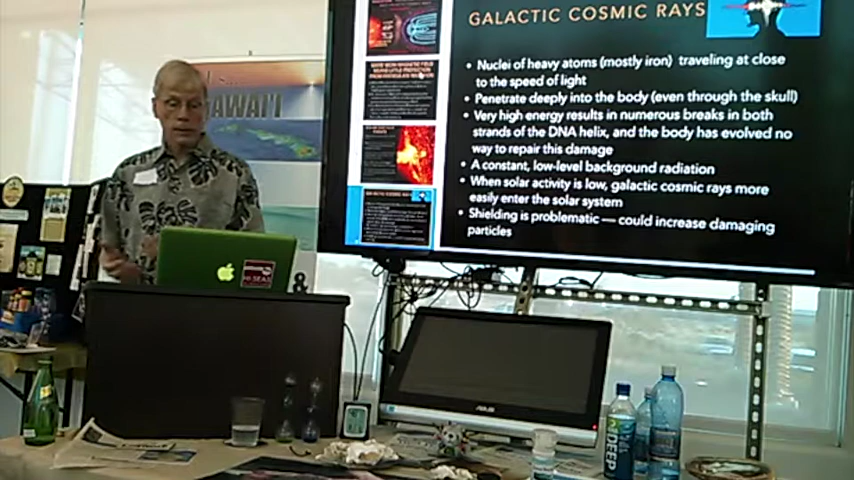 GALACTIC COSMIC RAYS
• Nuclei of heavy atoms (mostly iron) traveling at close
to the speed of light
• Penetrate deeply into the body (even through the skull)
• Very high energy results in numerous breaks in both
strands of the DNA helix, and the body has evolved no
way to repair this damage
• A constant, low-level background radiation
• When solar activity is low, galactic cosmic rays more
easily enter the solar system
• Shielding is problematic — could increase damaging
particles
HI-SEAS
&
ASUS
DEEP